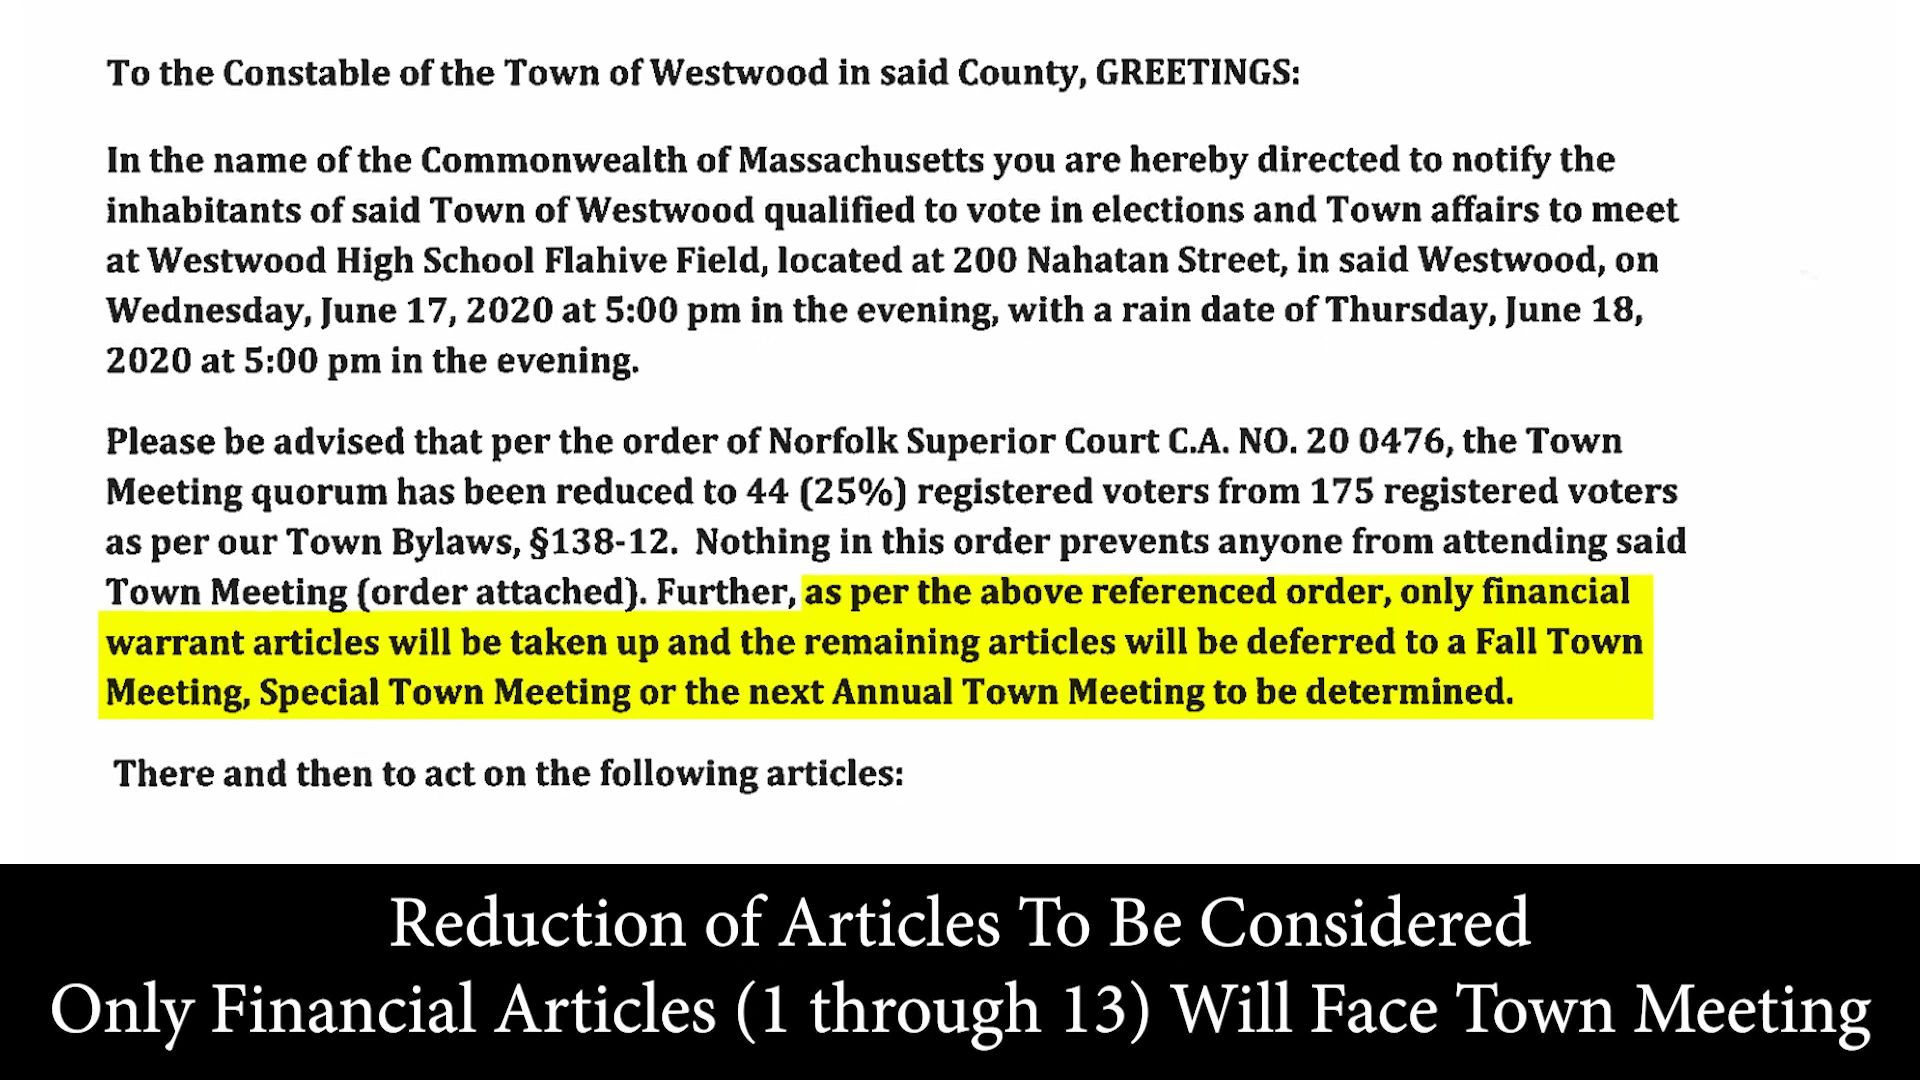 To the Constable of the Town of Westwood in said County, GREETINGS:
In the name of the Commonwealth of Massachusetts you are hereby directed to notify the
inhabitants of said Town of Westwood qualified to vote in elections and Town affairs to meet
at Westwood High School Flahive Field, located at 200 Nahatan Street, in said Westwood, on
Wednesday, June 17, 2020 at 5:00 pm in the evening, with a rain date of Thursday, June 18,
2020 at 5:00 pm in the evening.
Please be advised that per the order of Norfolk Superior Court C.A. NO. 20 0476, the Town
Meeting quorum has been reduced to 44 (25%) registered voters from 175 registered voters
as per our Town Bylaws, §138-12. Nothing in this order prevents anyone from attending said
Town Meeting (order attached). Further, as per the above referenced order, only financial
warrant articles will be taken up and the remaining articles will be deferred to a Fall Town
Meeting, Special Town Meeting or the next Annual Town Meeting to be determined.
There and then to act on the following articles:
Reduction of Articles To Be Considered
Only Financial Articles (1 through 13) Will Face Town Meeting